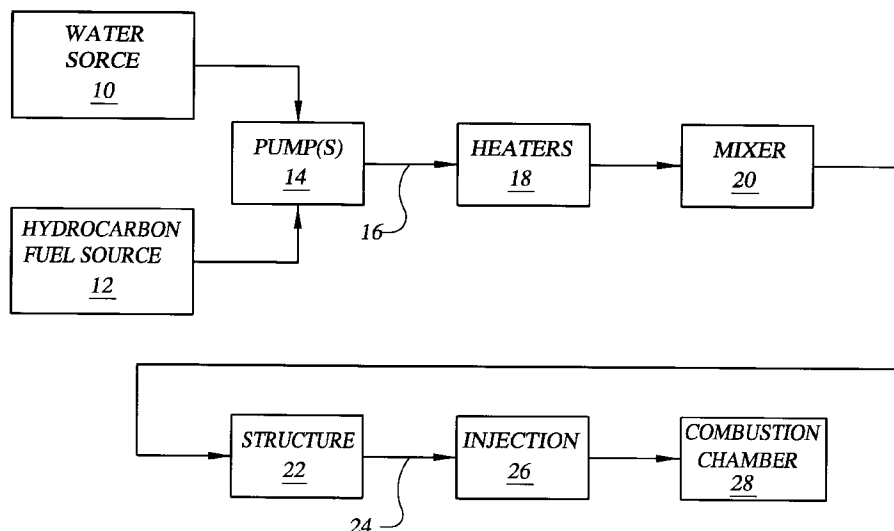 WATER
SORCE
10
PUMP(S)
14
HEATERS
18
MIXER
20
16
HYDROCARBON
FUEL SOURCE
12
STRUCTURE
22
INJECTION
26
COMBUSTION
CHAMBER
28
24